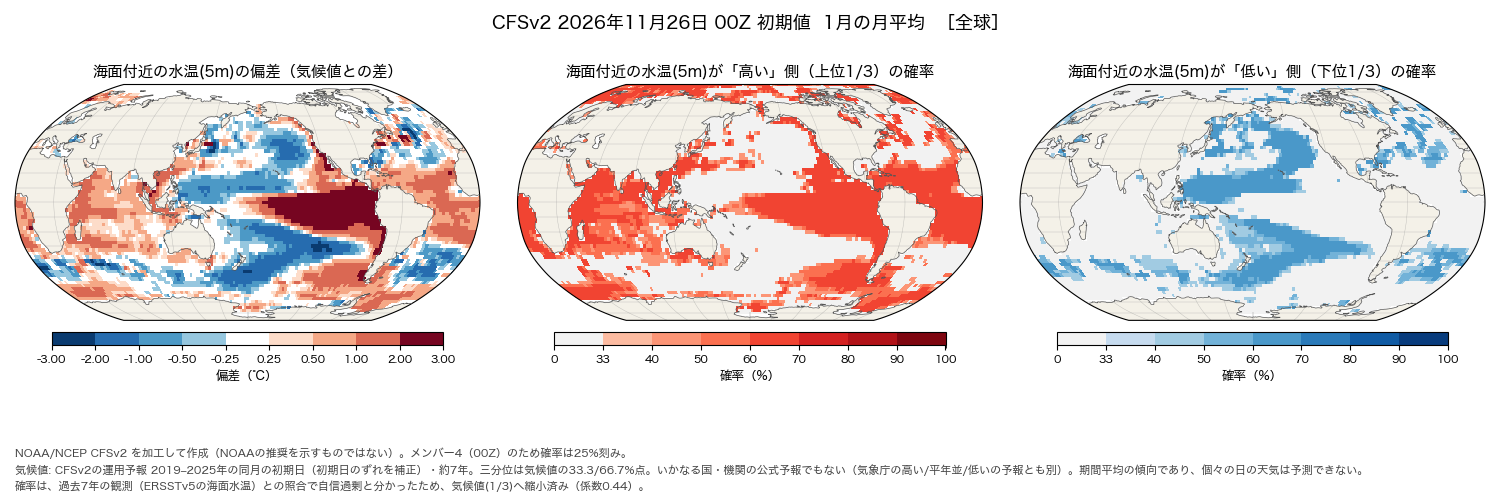 CFSv2 2026年11月26日 00Z 初期値 1月の月平均 ［全球］
海面付近の水温(5m)の偏差（気候値との差）
海面付近の水温(5m)が「高い」側（上位1/3）の確率
海面付近の水温(5m)が「低い」側（下位1/3）の確率
-3.00 -2.00 -1.00 -0.50 -0.25 0.25 0.50 1.00 2.00 3.00
偏差（℃）
0 33 40 50 60 70 80 90 100
確率（%）
0 33 40 50 60 70 80 90 100
確率（%）
NOAA/NCEP CFSv2 を加工して作成（NOAAの推奨を示すものではない）。メンバー4（00Z）のため確率は25%刻み。
気候値: CFSv2の運用予報 2019–2025年の同月の初期日（初期日のずれを補正）・約7年。三分位は気候値の33.3/66.7%点。いかなる国・機関の公式予報でもない（気象庁の高い/平年並/低いの予報とも別）。期間平均の傾向であり、個々の日の天気は予測できない。
確率は、過去7年の観測（ERSSTv5の海面水温）との照合で自信過剰と分かったため、気候値(1/3)へ縮小済み（係数0.44）。